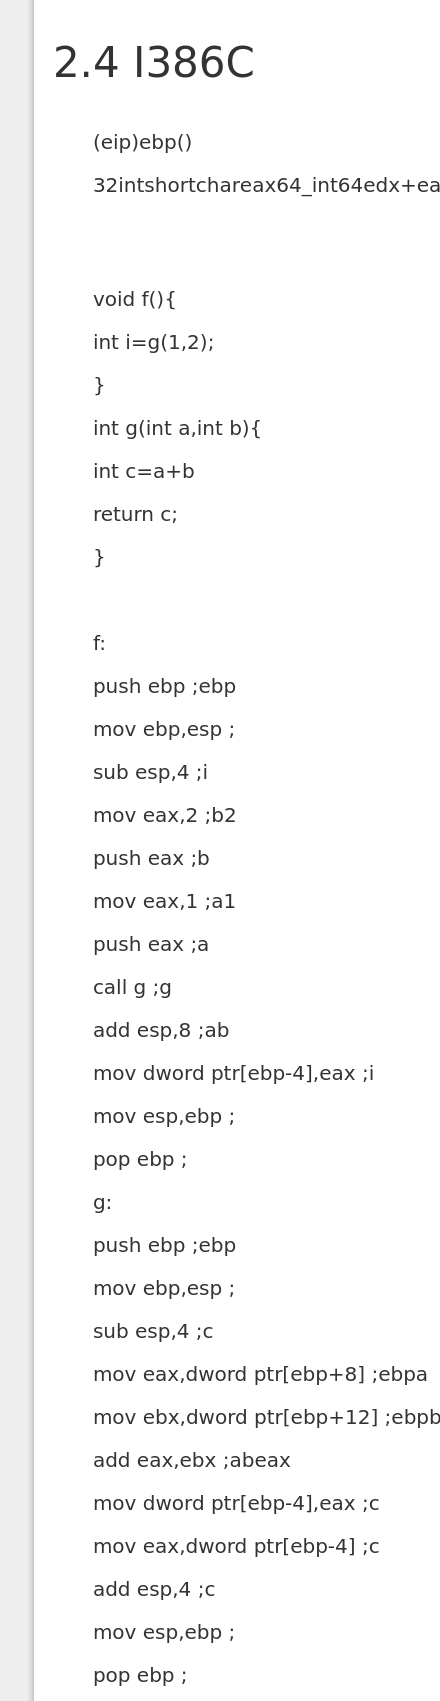 2.4 I386C
(eip)ebp()
32intshortchareax64_int64edx+ea
void f(){
int i=g(1,2);
}
int g(int a,int b){
int c=a+b
return c;
}
f:
push ebp ;ebp
mov ebp,esp ;
sub esp,4 ;i
mov eax,2 ;b2
push eax ;b
mov eax,1 ;a1
push eax ;a
call g ;g
add esp,8 ;ab
mov dword ptr[ebp-4],eax ;i
mov esp,ebp ;
pop ebp ;
g:
push ebp ;ebp
mov ebp,esp ;
sub esp,4 ;c
mov eax,dword ptr[ebp+8] ;ebpa
mov ebx,dword ptr[ebp+12] ;ebpb
add eax,ebx ;abeax
mov dword ptr[ebp-4],eax ;c
mov eax,dword ptr[ebp-4] ;c
add esp,4 ;c
mov esp,ebp ;
pop ebp ;